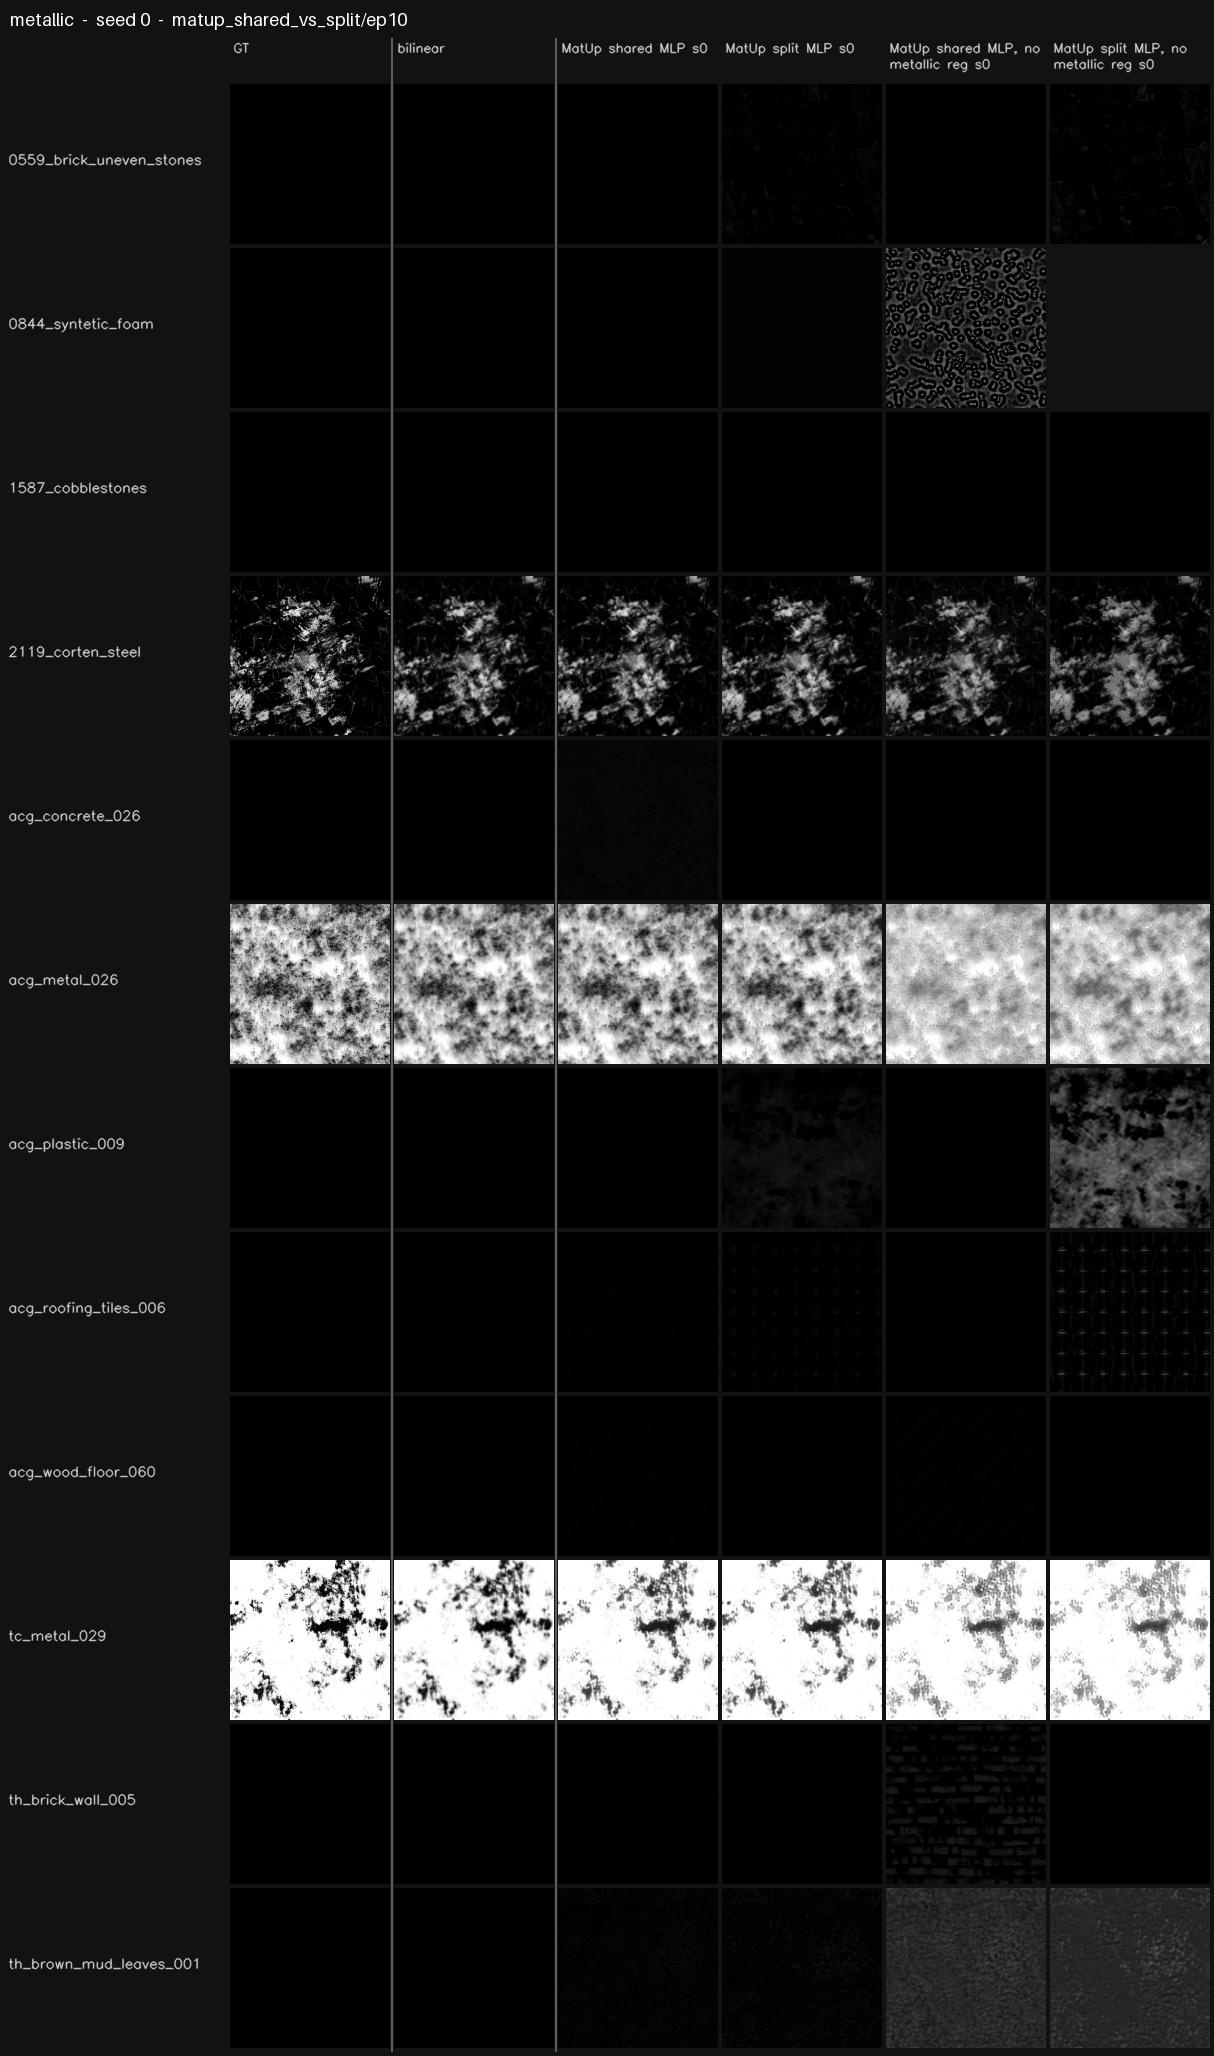 metallic - seed 0 - matup_shared_vs_split/ep10
GT
bilinear
MatUp shared MLP s0
MatUp split MLP s0
MatUp shared MLP, no
metallic reg s0
MatUp split MLP, no
metallic reg s0
0559_brick_uneven_stones
0844_syntetic_foam
1587_cobblestones
2119_corten_steel
acg_concrete_026
acg_metal_026
acg_plastic_009
acg_roofing_tiles_006
acg_wood_floor_060
tc_metal_029
th_brick_wall_005
th_brown_mud_leaves_001